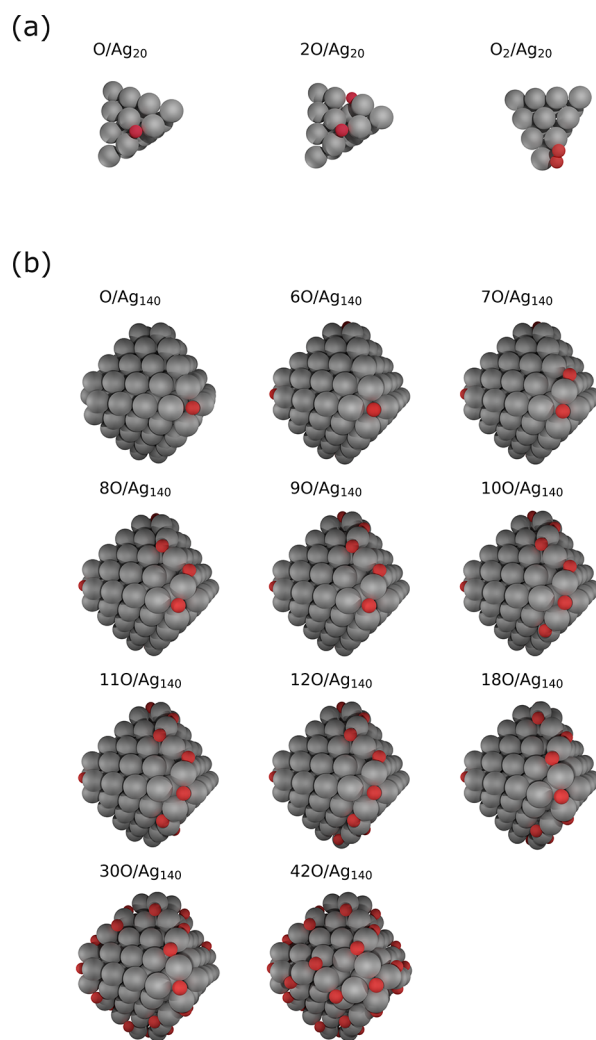 (a)
O/Ag₂₀ 2O/Ag₂₀ O₂/Ag₂₀
(b)
O/Ag₁₄₀ 6O/Ag₁₄₀ 7O/Ag₁₄₀
8O/Ag₁₄₀ 9O/Ag₁₄₀ 10O/Ag₁₄₀
11O/Ag₁₄₀ 12O/Ag₁₄₀ 18O/Ag₁₄₀
30O/Ag₁₄₀ 42O/Ag₁₄₀